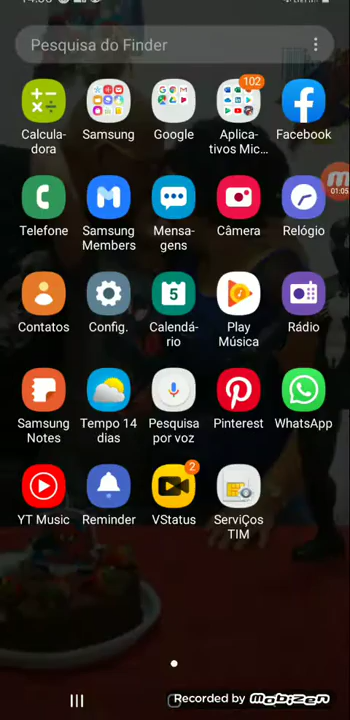 Pesquisa do Finder
102
Calcula-
dora
Samsung
Google
Aplica-
tivos Mic...
Facebook
01:05
Telefone
Samsung
Members
Mensa-
gens
Câmera
Relógio
5
Contatos
Config.
Calendá-
rio
Play
Música
Rádio
Samsung
Notes
Tempo 14
dias
Pesquisa
por voz
Pinterest
WhatsApp
2
YT Music
Reminder
VStatus
ServiÇos
TIM
Recorded by MOBIZEN